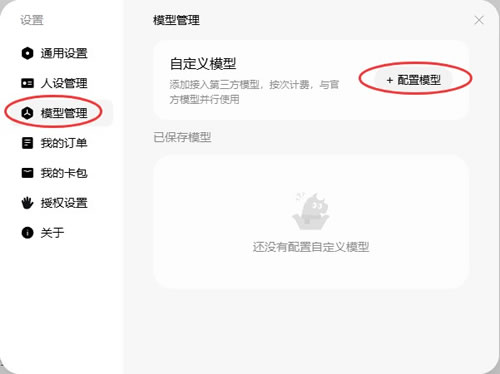 设置
通用设置
人设管理
模型管理
我的订单
我的卡包
授权设置
关于
模型管理
自定义模型
添加接入第三方模型，按次计费，与官
方模型并行使用
+ 配置模型
已保存模型
还没有配置自定义模型